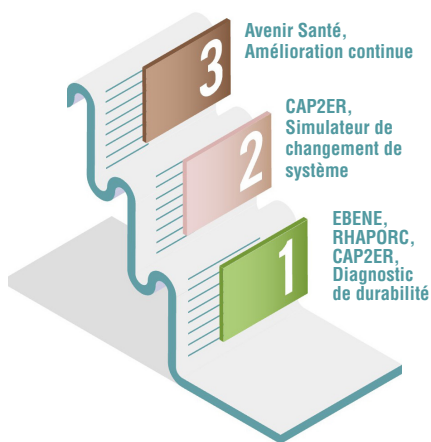 3
Avenir Santé,
Amélioration continue
2
CAP2ER,
Simulateur de
changement de
système
1
EBENE,
RHAPORC,
CAP2ER,
Diagnostic
de durabilité